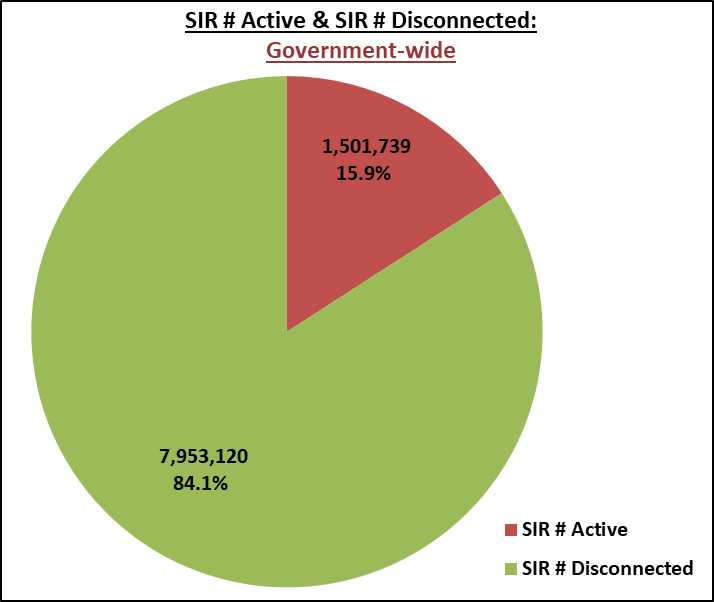 SIR # Active & SIR # Disconnected:
Government-wide
1,501,739
15.9%
7,953,120
84.1%
SIR # Active
SIR # Disconnected